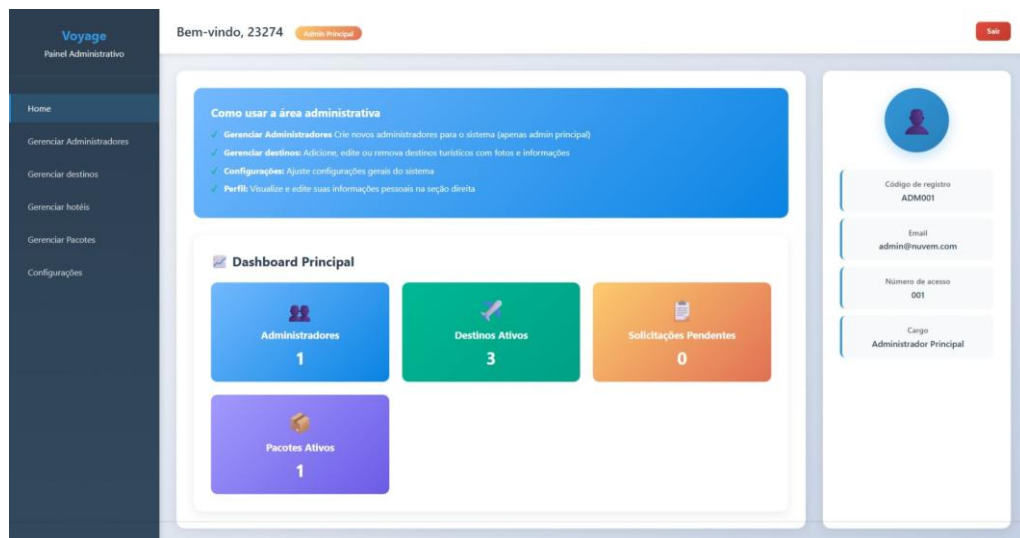 Voyage
Painel Administrativo
Home
Gerenciar Administradores
Gerenciar destinos
Gerenciar hotéis
Gerenciar Pacotes
Configurações
Bem-vindo, 23274
Admin Principal
Sair
Como usar a área administrativa
Gerenciar Administradores Crie novos administradores para o sistema (apenas admin principal)
Gerenciar destinos: Adicione, edite ou remova destinos turísticos com fotos e informações
Configurações: Ajuste configurações gerais do sistema
Perfil: Visualize e edite suas informações pessoais na seção direita
Dashboard Principal
Administradores
1
Destinos Ativos
3
Solicitações Pendentes
0
Pacotes Ativos
1
Código de registro
ADM001
Email
admin@nuvem.com
Número de acesso
001
Cargo
Administrador Principal